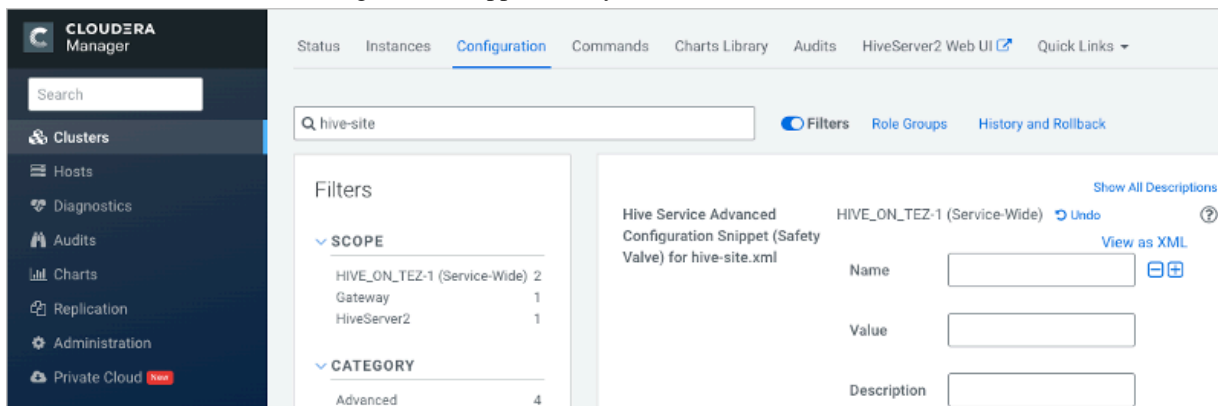 CLOUDERA
Manager
Search
Clusters
Hosts
Diagnostics
Audits
Charts
Replication
Administration
Private Cloud New
Status Instances Configuration Commands Charts Library Audits HiveServer2 Web UI Quick Links
hive-site
Filters Role Groups History and Rollback
Filters
SCOPE
HIVE_ON_TEZ-1 (Service-Wide) 2
Gateway 1
HiveServer2 1
CATEGORY
Advanced 4
Show All Descriptions
Hive Service Advanced
Configuration Snippet (Safety
Valve) for hive-site.xml
HIVE_ON_TEZ-1 (Service-Wide) Undo
View as XML
Name
Value
Description